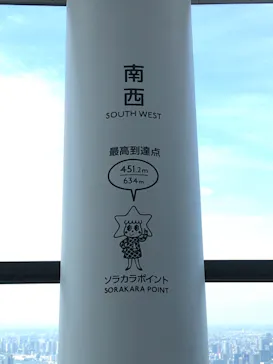 南
西
SOUTH WEST
最高到達点
451.2m
634m
ソラカラポイント
SORAKARA POINT